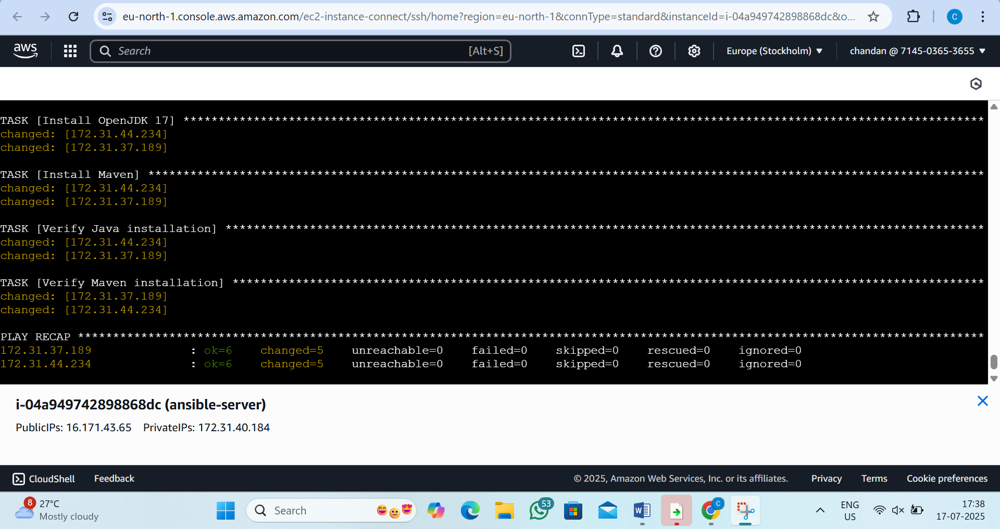 eu-north-1.console.aws.amazon.com/ec2-instance-connect/ssh/home?region=eu-north-1&connType=standard&instanceId=i-04a949742898868dc&o...
C
aws
Search [Alt+S]
Europe (Stockholm) ▼
chandan @ 7145-0365-3655 ▼
TASK [Install OpenJDK 17] ******************************************************************************************************************
changed: [172.31.44.234]
changed: [172.31.37.189]
TASK [Install Maven] ***********************************************************************************************************************
changed: [172.31.44.234]
changed: [172.31.37.189]
TASK [Verify Java installation] ************************************************************************************************************
changed: [172.31.44.234]
changed: [172.31.37.189]
TASK [Verify Maven installation] ***********************************************************************************************************
changed: [172.31.37.189]
changed: [172.31.44.234]
PLAY RECAP *********************************************************************************************************************************
172.31.37.189 : ok=6 changed=5 unreachable=0 failed=0 skipped=0 rescued=0 ignored=0
172.31.44.234 : ok=6 changed=5 unreachable=0 failed=0 skipped=0 rescued=0 ignored=0
i-04a949742898868dc (ansible-server)
PublicIPs: 16.171.43.65 PrivateIPs: 172.31.40.184
CloudShell Feedback © 2025, Amazon Web Services, Inc. or its affiliates. Privacy Terms Cookie preferences
8
27°C
Mostly cloudy
Search
53
W
C
ENG
US
17:38
17-07-2025